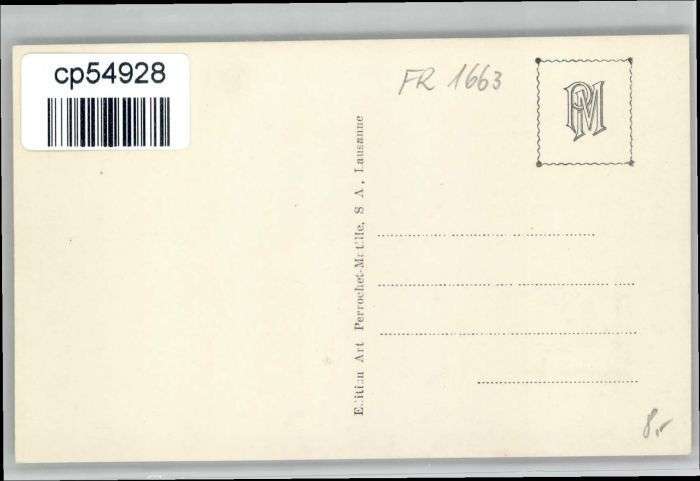 cp54928
FR 1663
PM
Edition Art Perrochet-Matile, S. A., Lausanne
8.-